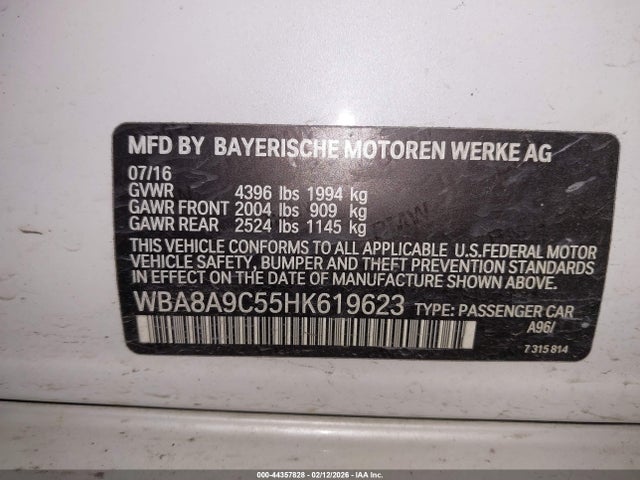 MFD BY BAYERISCHE MOTOREN WERKE AG
07/16
GVWR 4396 lbs 1994 kg
GAWR FRONT 2004 lbs 909 kg
GAWR REAR 2524 lbs 1145 kg
THIS VEHICLE CONFORMS TO ALL APPLICABLE U.S.FEDERAL MOTOR
VEHICLE SAFETY, BUMPER AND THEFT PREVENTION STANDARDS
IN EFFECT ON THE DATE OF MANUFACTURE SHOWN ABOVE.
WBA8A9C55HK619623 TYPE: PASSENGER CAR
A96/
7 315 814
000-44357828 - 02/12/2026 - IAA Inc.